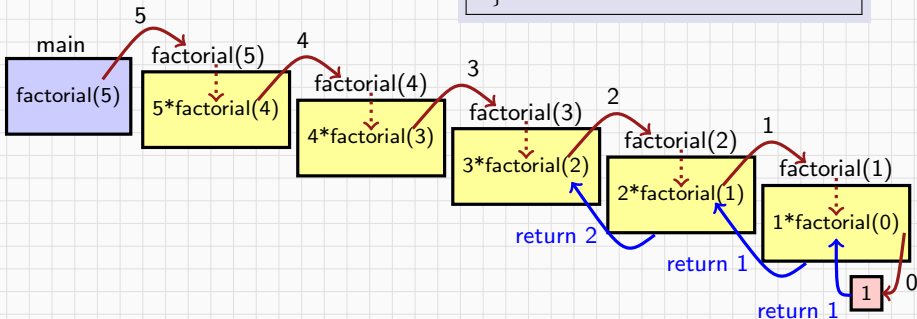 }
5
main
factorial(5)
factorial(5)
4
5*factorial(4)
factorial(4)
3
4*factorial(3)
factorial(3)
2
3*factorial(2)
factorial(2)
1
2*factorial(1)
factorial(1)
1*factorial(0)
return 2
return 1
0
1
return 1